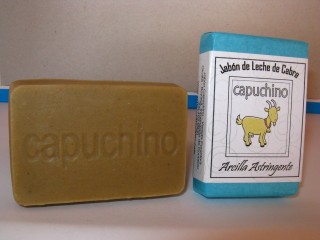 capuchino
Jabón de Leche de Cabra
capuchino
Arcilla Astringente